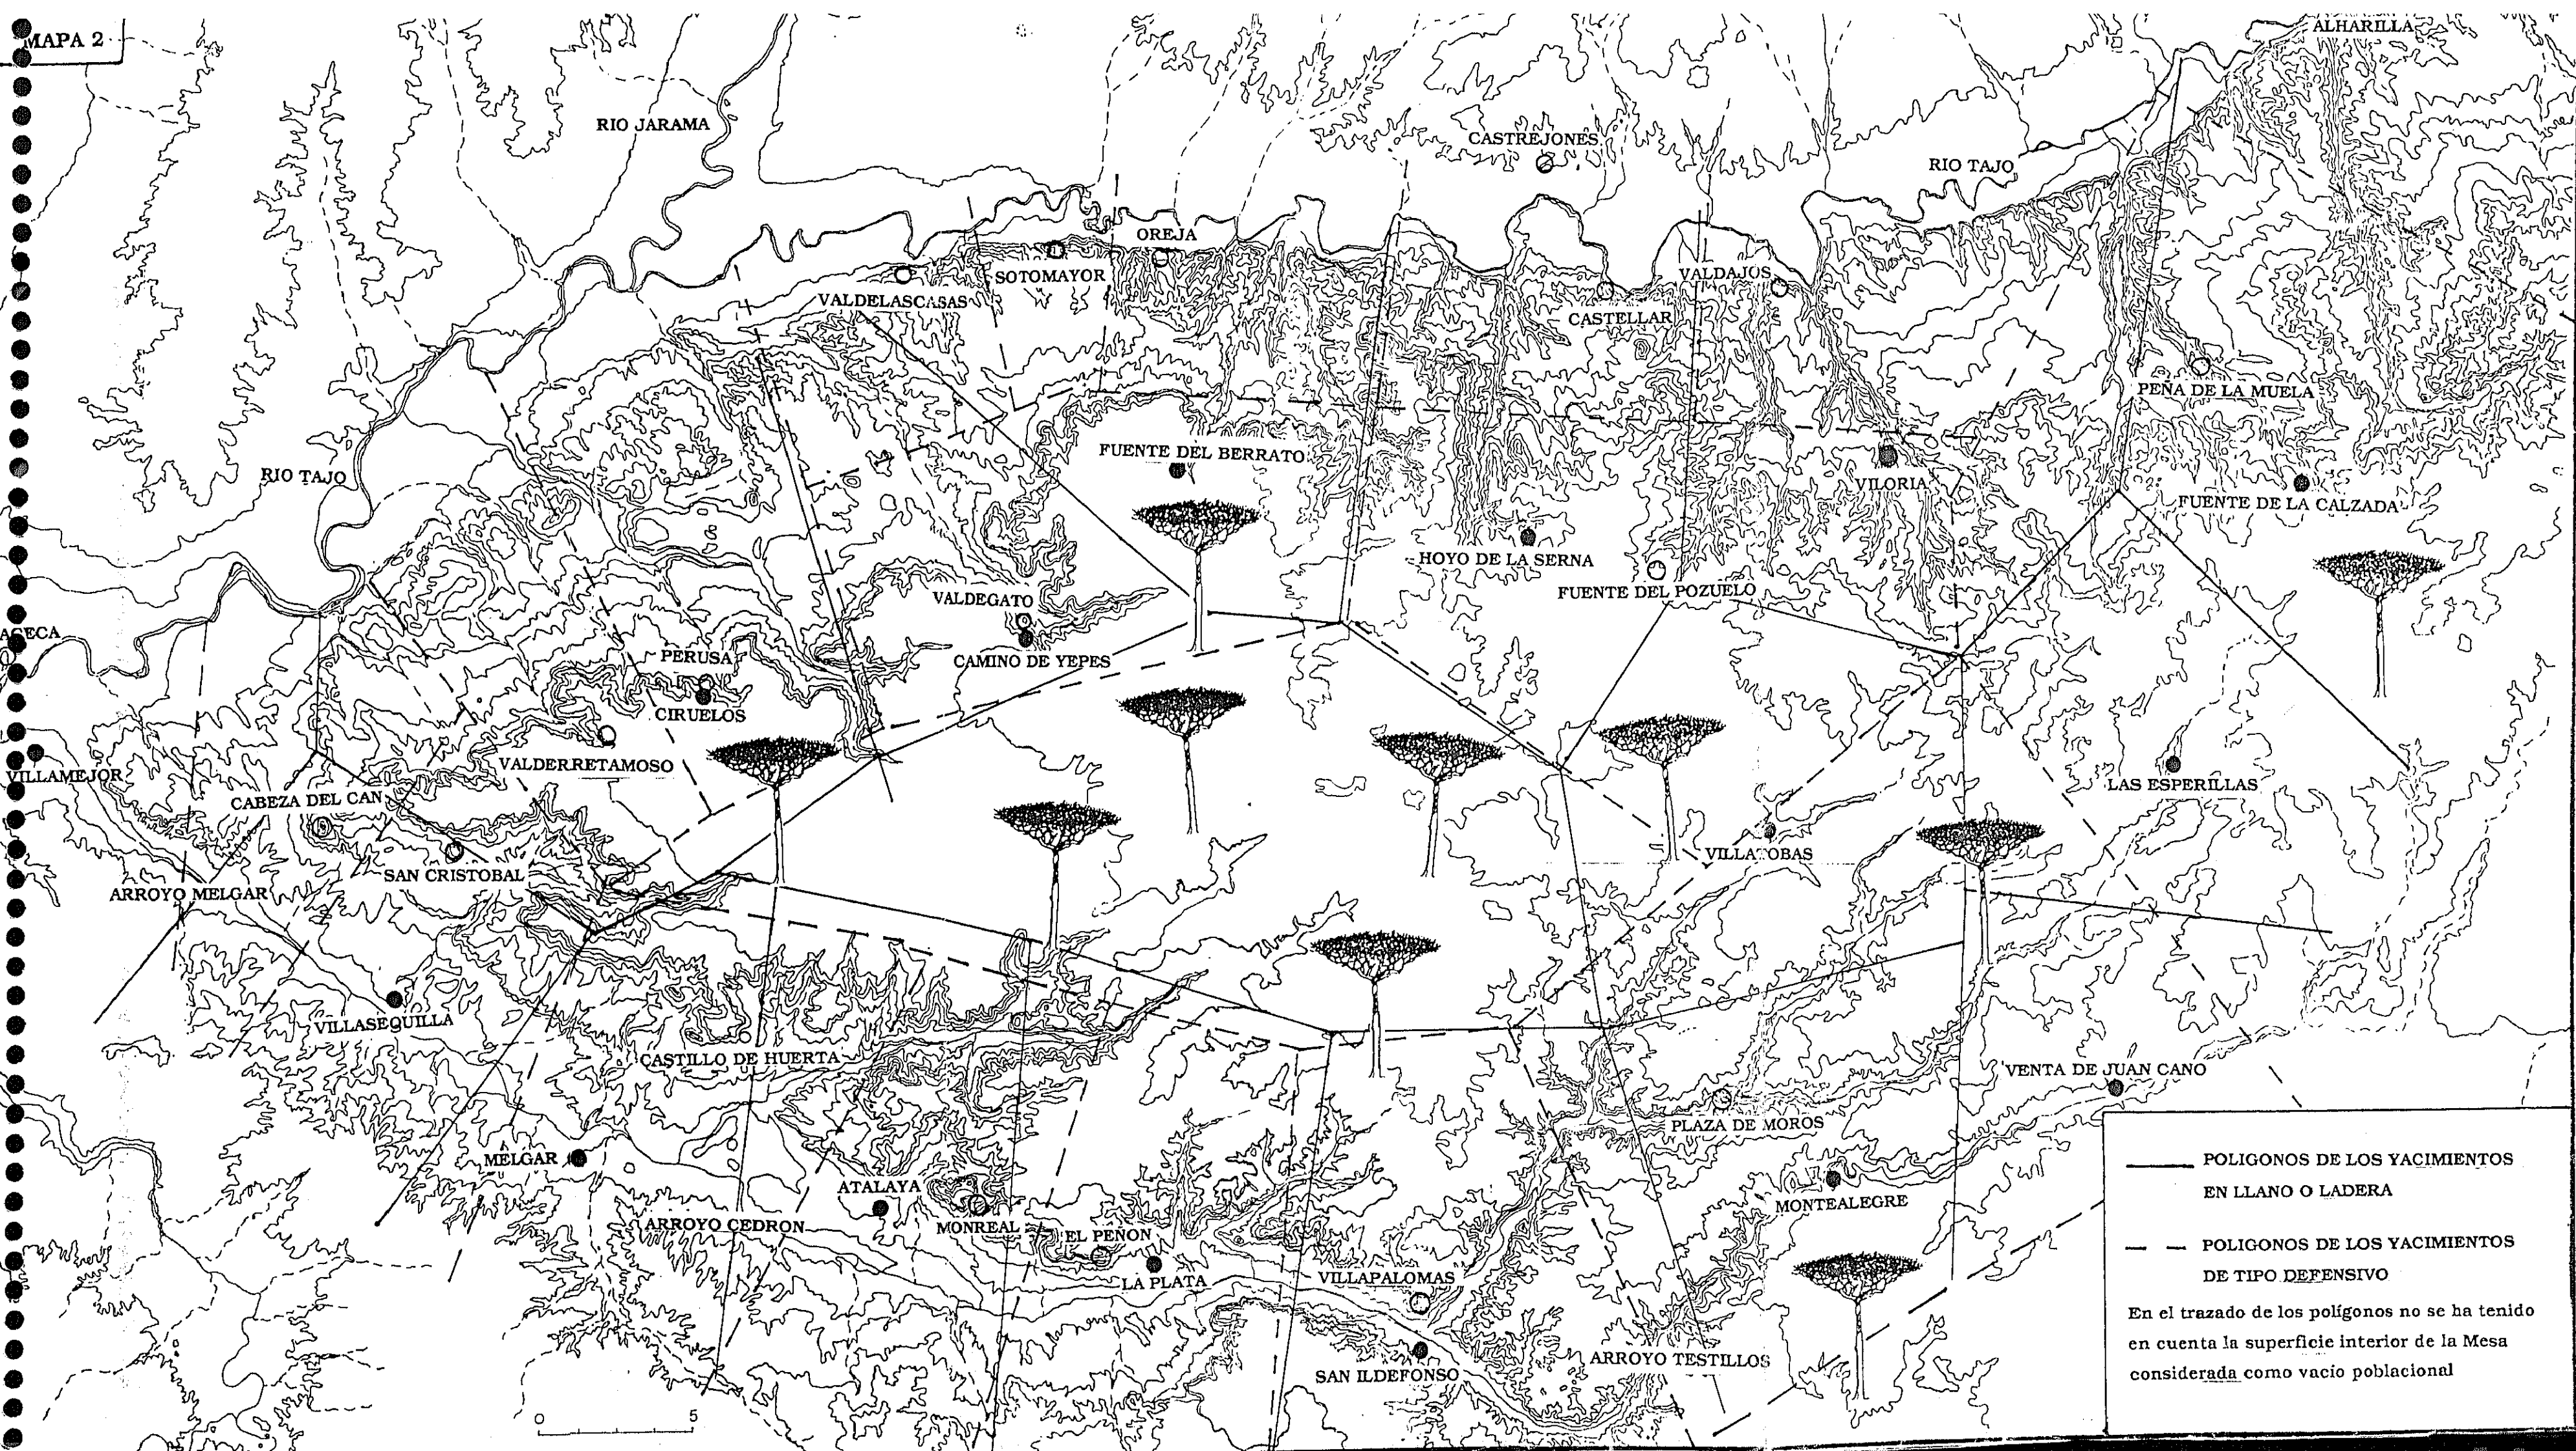 MAPA 2
ALHARILLA
RIO JARAMA
CASTREJONES
RIO TAJO
OREJA
SOTOMAYOR
VALDAJOS
VALDELASCASAS
CASTELLAR
PEÑA DE LA MUELA
FUENTE DEL BERRATO
RIO TAJO
VILORIA
FUENTE DE LA CALZADA
HOYO DE LA SERNA
FUENTE DEL POZUELO
VALDEGATO
PERUSA
CAMINO DE YEPES
CIRUELOS
VALDERRETAMOSO
VILLAMEJOR
LAS ESPERILLAS
CABEZA DEL CAN
VILLATOBAS
SAN CRISTOBAL
ARROYO MELGAR
VILLASEQUILLA
CASTILLO DE HUERTA
VENTA DE JUAN CANO
PLAZA DE MOROS
MELGAR
ATALAYA
MONTEALEGRE
ARROYO CEDRON
MONREAL
EL PEÑON
LA PLATA
VILLAPALOMAS
ARROYO TESTILLOS
SAN ILDEFONSO
0 5
POLIGONOS DE LOS YACIMIENTOS
EN LLANO O LADERA
POLIGONOS DE LOS YACIMIENTOS
DE TIPO DEFENSIVO
En el trazado de los polígonos no se ha tenido
en cuenta la superficie interior de la Mesa
considerada como vacío poblacional